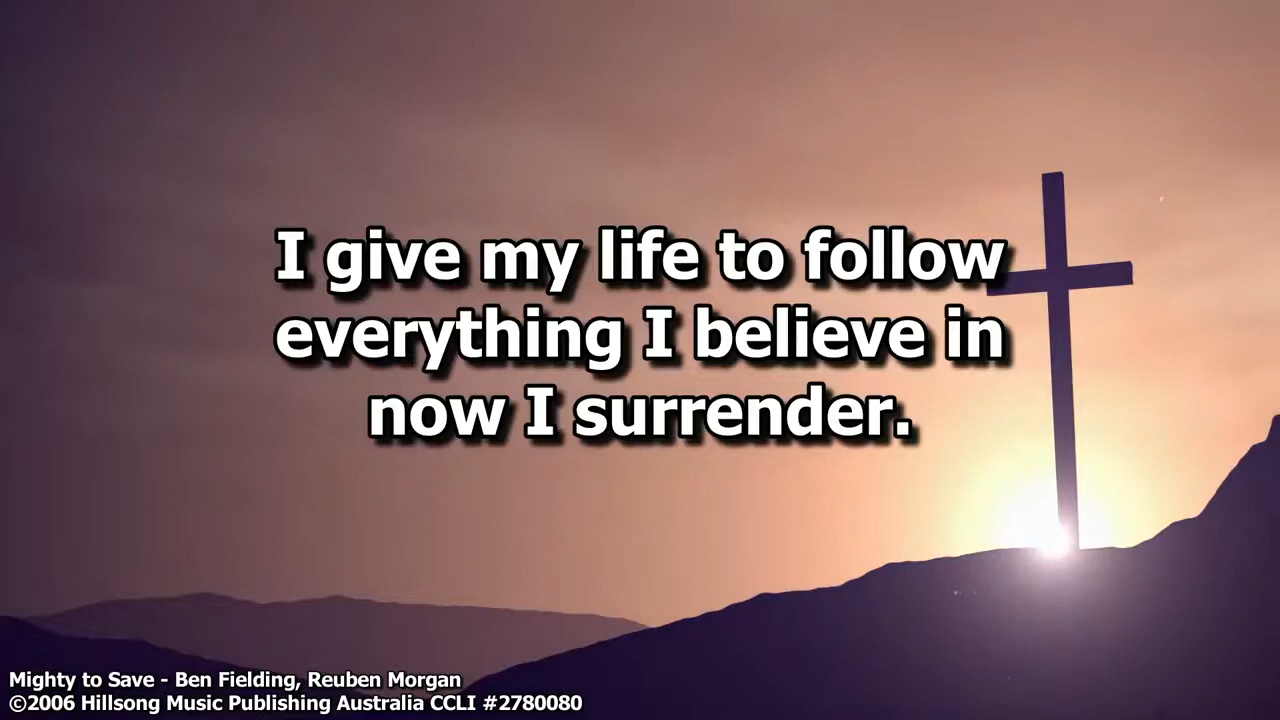 I give my life to follow
everything I believe in
now I surrender.
Mighty to Save - Ben Fielding, Reuben Morgan
©2006 Hillsong Music Publishing Australia CCLI #2780080